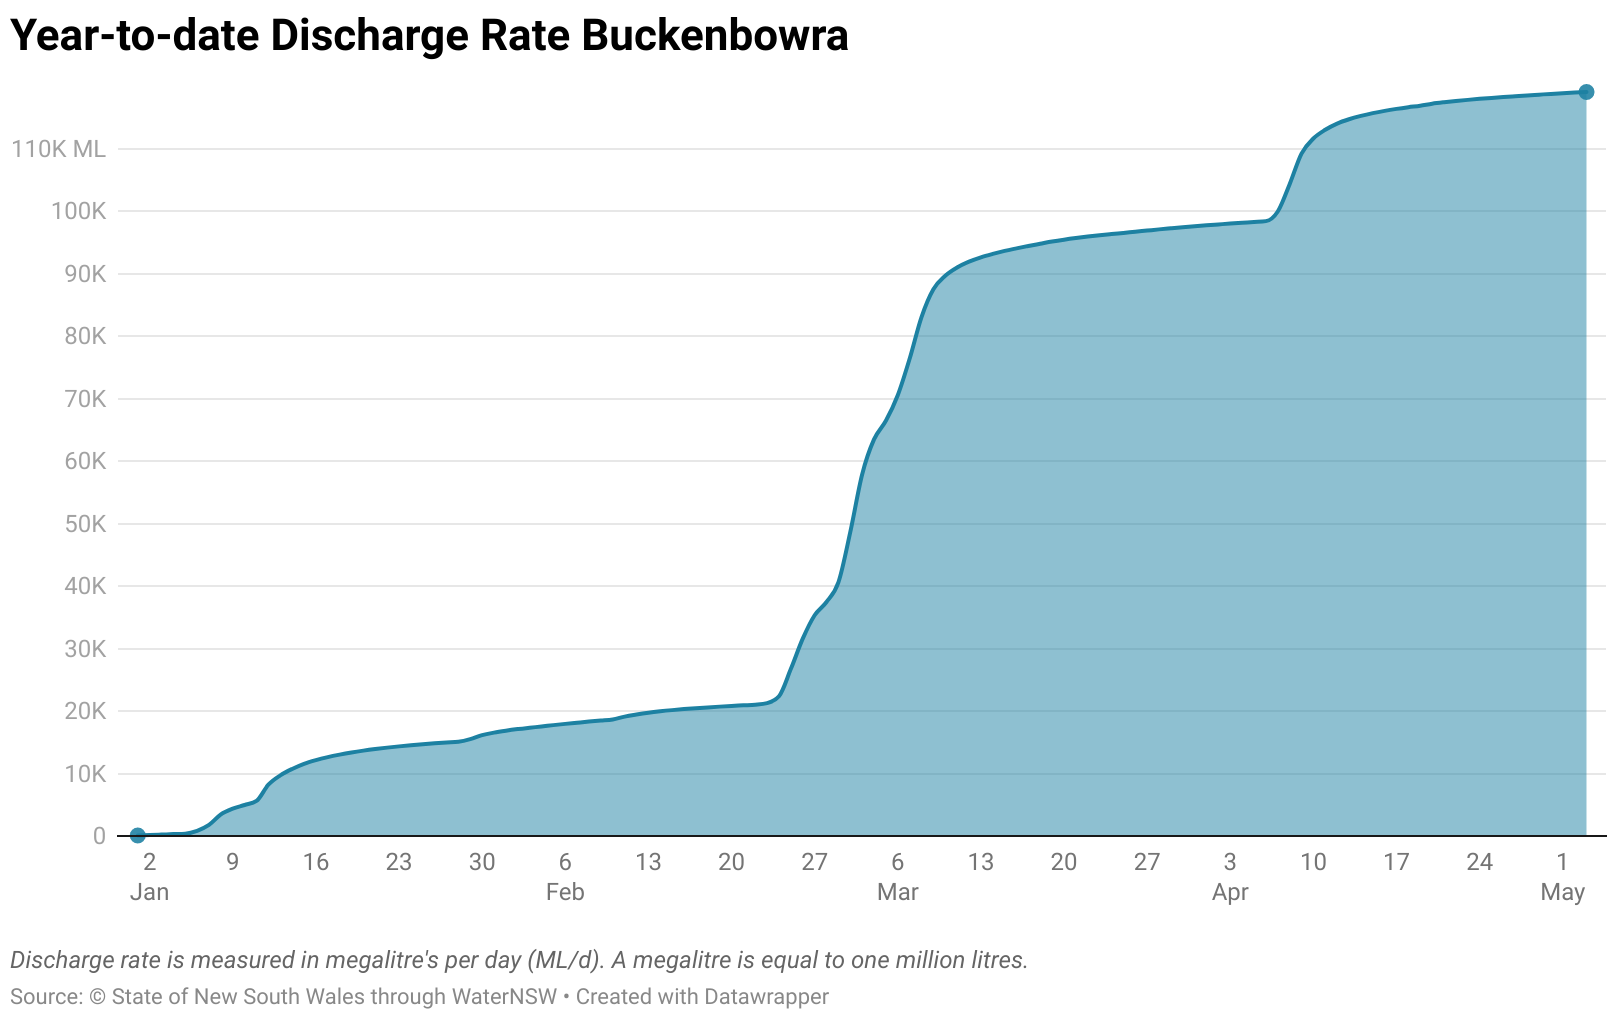 Year-to-date Discharge Rate Buckenbowra
110K ML
100K
90K
80K
70K
60K
50K
40K
30K
20K
10K
0
2 9 16 23 30 6 13 20 27 6 13 20 27 3 10 17 24 1
Jan Feb Mar Apr May
Discharge rate is measured in megalitre's per day (ML/d). A megalitre is equal to one million litres.
Source: © State of New South Wales through WaterNSW • Created with Datawrapper